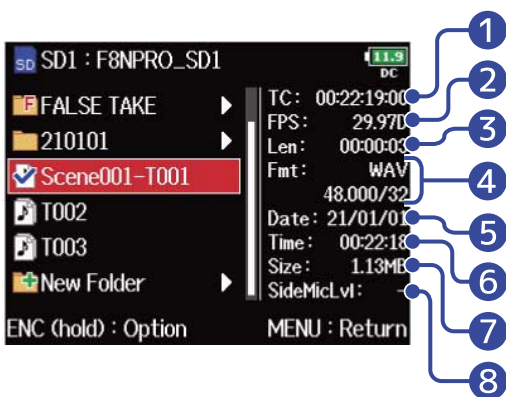 SD SD1 : F8NPRO_SD1
11.9
DC
F FALSE TAKE
210101
Scene001-T001
T002
T003
New Folder
ENC (hold) : Option
TC: 00:22:19:00
FPS: 29.97D
Len: 00:00:03
Fmt: WAV
48.000/32
Date: 21/01/01
Time: 00:22:18
Size: 1.13MB
SideMicLvl: -
MENU : Return
1
2
3
4
5
6
7
8